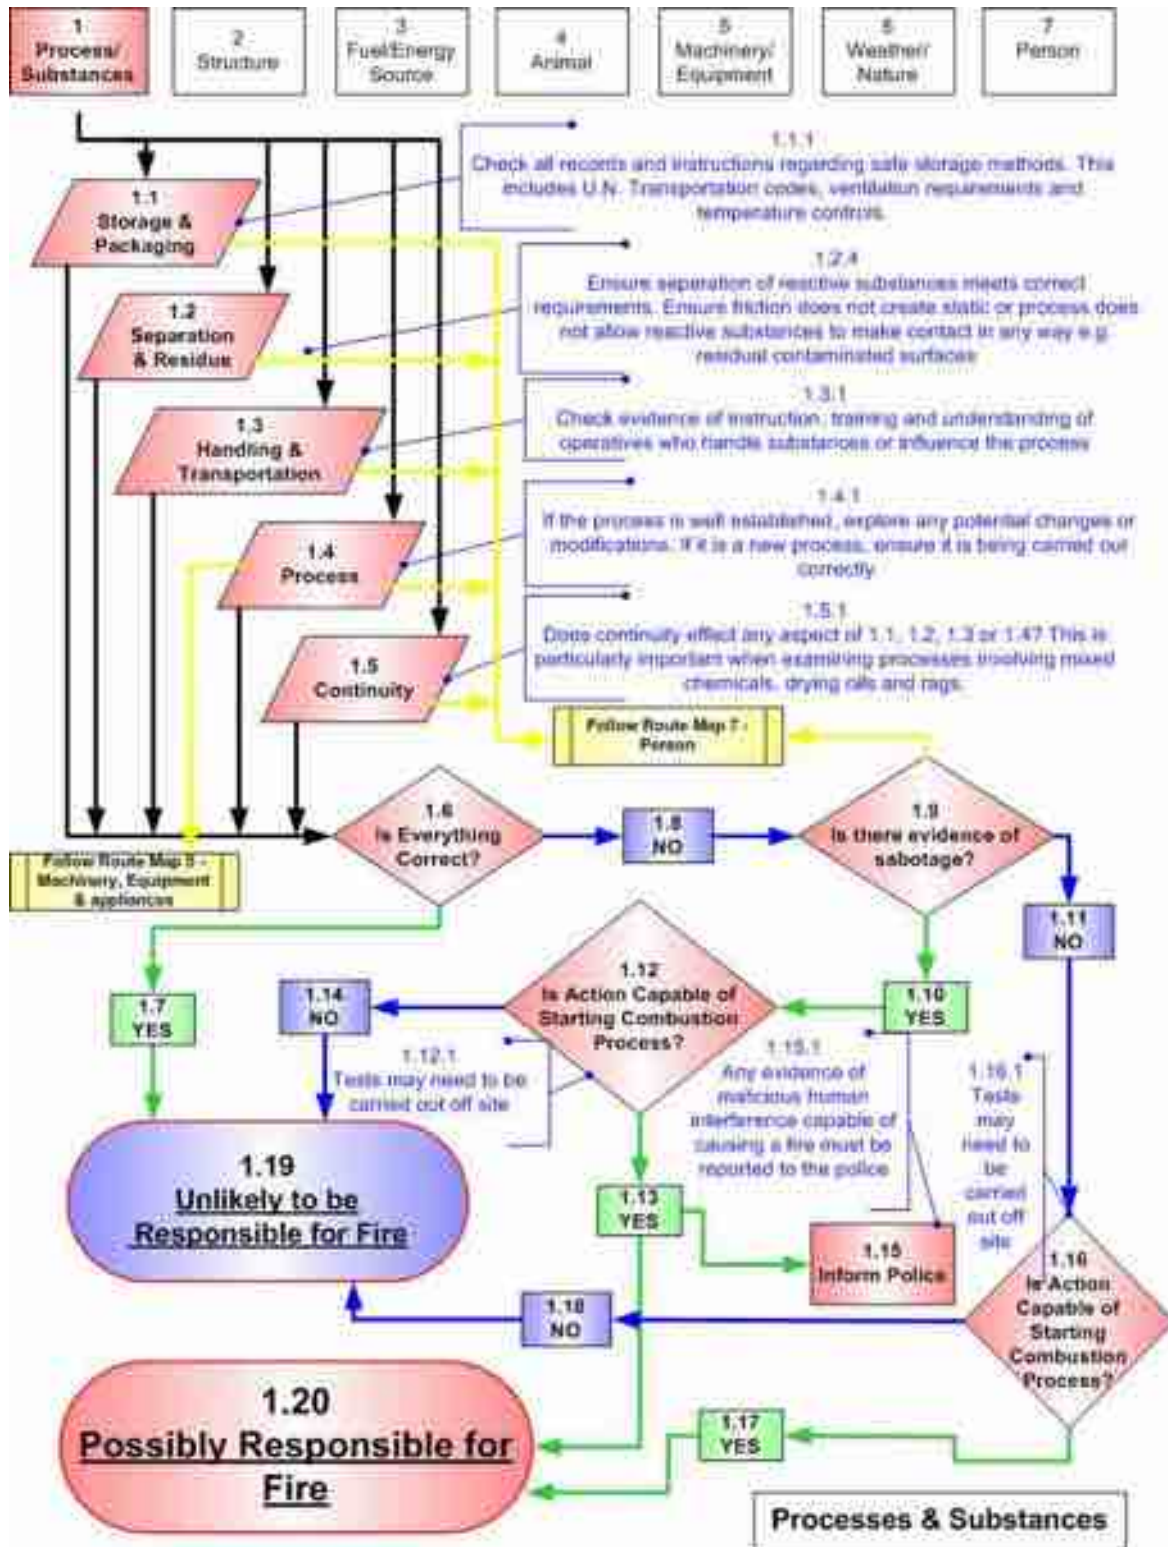 1
Process/
Substances
2
Structure
3
Fuel/Energy
Source
4
Animal
5
Machinery/
Equipment
6
Weather/
Nature
7
Person
1.1
Storage &
Packaging
1.1.1
Check all records and instructions regarding safe storage methods. This
includes U.N. Transportation codes, ventilation requirements and
temperature controls.
1.2
Separation
& Residue
1.2.4
Ensure separation of reactive substances meets correct
requirements. Ensure friction does not create static or process does
not allow reactive substances to make contact in any way e.g.
residual contaminated surfaces
1.3
Handling &
Transportation
1.3.1
Check evidence of instruction, training and understanding of
operatives who handle substances or influence the process
1.4
Process
1.4.1
If the process is well established, explore any potential changes or
modifications. If it is a new process, ensure it is being carried out
correctly
1.5
Continuity
1.5.1
Does continuity effect any aspect of 1.1, 1.2, 1.3 or 1.4? This is
particularly important when examining processes involving mixed
chemicals, drying oils and rags.
Follow Route Map 7 -
Person
1.6
Is Everything
Correct?
1.8
NO
1.9
Is there evidence of
sabotage?
Follow Route Map 5 -
Machinery, Equipment
& appliances
1.11
NO
1.7
YES
1.14
NO
1.12
Is Action Capable of
Starting Combustion
Process?
1.10
YES
1.12.1
Tests may need to be
carried out off site
1.15.1
Any evidence of
malicious human
interference capable of
causing a fire must be
reported to the police
1.16.1
Tests
may
need to
be
carried
out off
site
1.19
Unlikely to be
Responsible for Fire
1.13
YES
1.15
Inform Police
1.16
Is Action
Capable of
Starting
Combustion
Process?
1.18
NO
1.20
Possibly Responsible for
Fire
1.17
YES
Processes & Substances